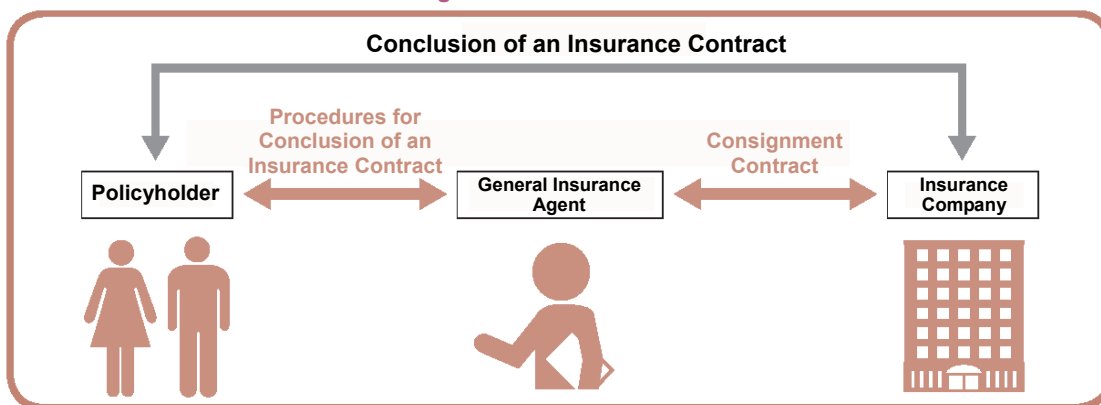 Conclusion of an Insurance Contract
Procedures for
Conclusion of an
Insurance Contract
Consignment
Contract
Policyholder
General Insurance
Agent
Insurance
Company